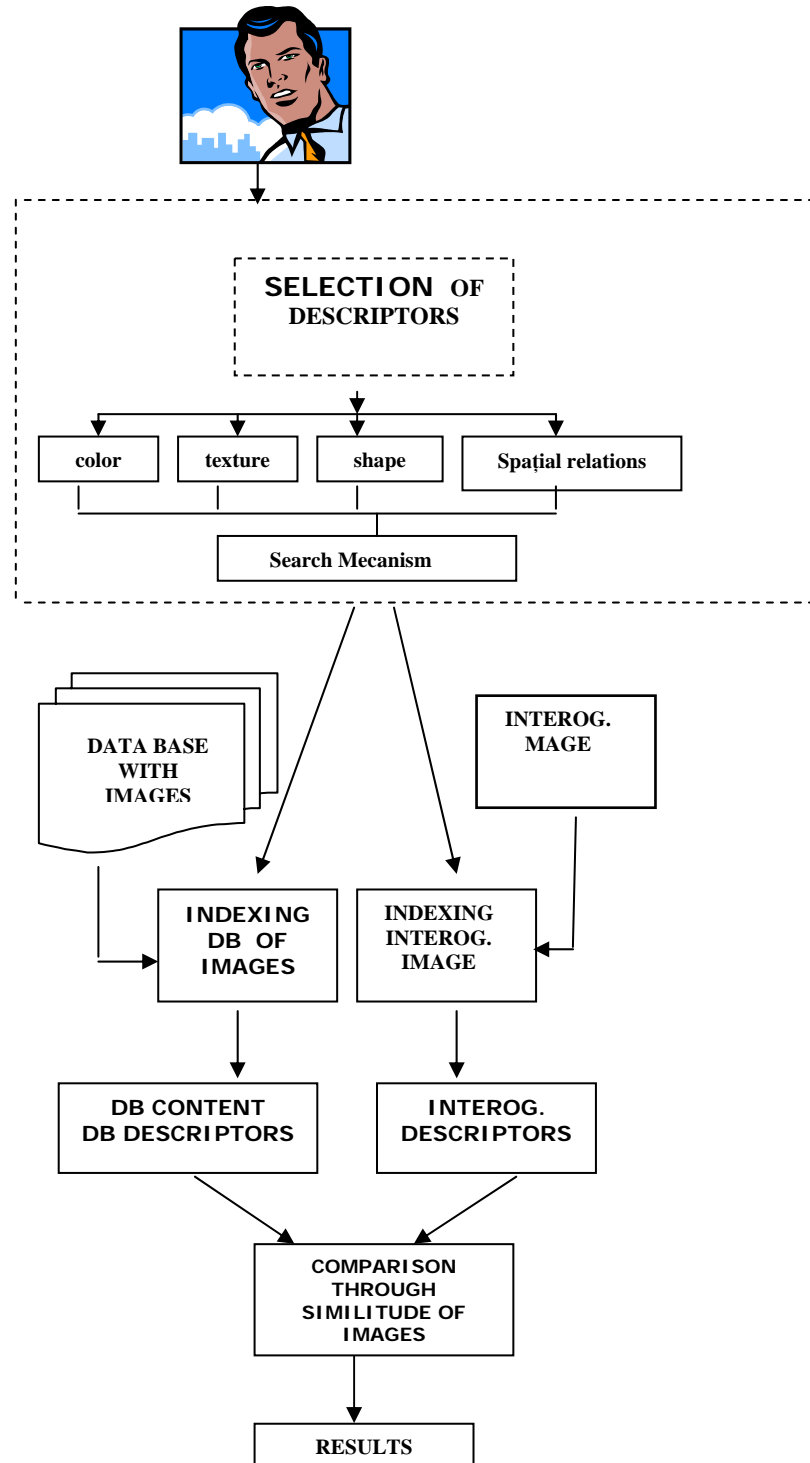 SELECTION OF
DESCRIPTORS
color
texture
shape
Spațial relations
Search Mecanism
DATA BASE
WITH
IMAGES
INTEROG.
MAGE
INDEXING
DB OF
IMAGES
INDEXING
INTEROG.
IMAGE
DB CONTENT
DB DESCRIPTORS
INTEROG.
DESCRIPTORS
COMPARISON
THROUGH
SIMILITUDE OF
IMAGES
RESULTS